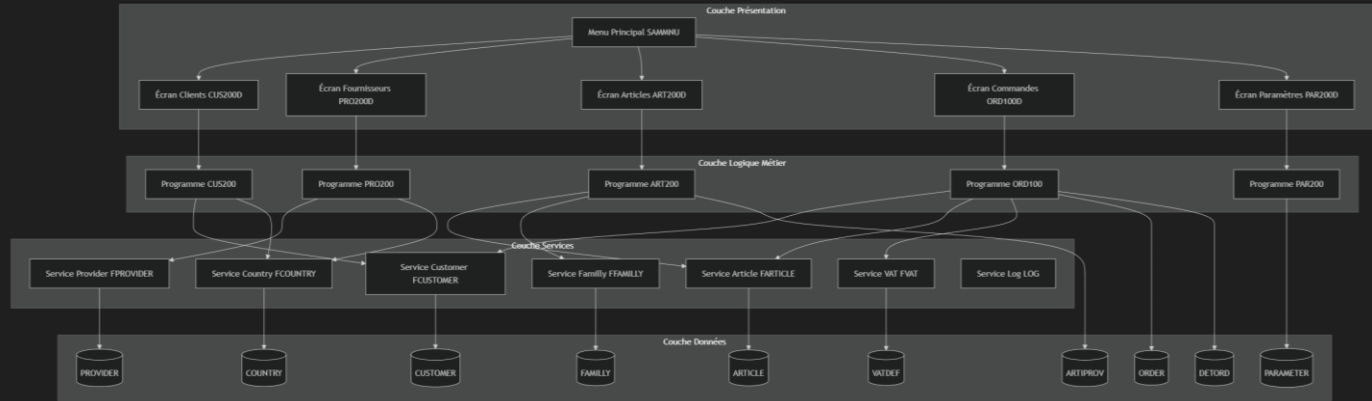 Couche Présentation
Menu Principal SAMMNU
Écran Clients CUS200D
Écran Fournisseurs
PRO200D
Écran Articles ART200D
Écran Commandes
ORD100D
Écran Paramètres PAR200D
Couche Logique Métier
Programme CUS200
Programme PRO200
Programme ART200
Programme ORD100
Programme PAR200
Couche Services
Service Provider FPROVIDER
Service Country FCOUNTRY
Service Customer
FCUSTOMER
Service Familly FFAMILLY
Service Article FARTICLE
Service VAT FVAT
Service Log LOG
Couche Données
PROVIDER
COUNTRY
CUSTOMER
FAMILLY
ARTICLE
VATDEF
ARTIPROV
ORDER
DETORD
PARAMETER